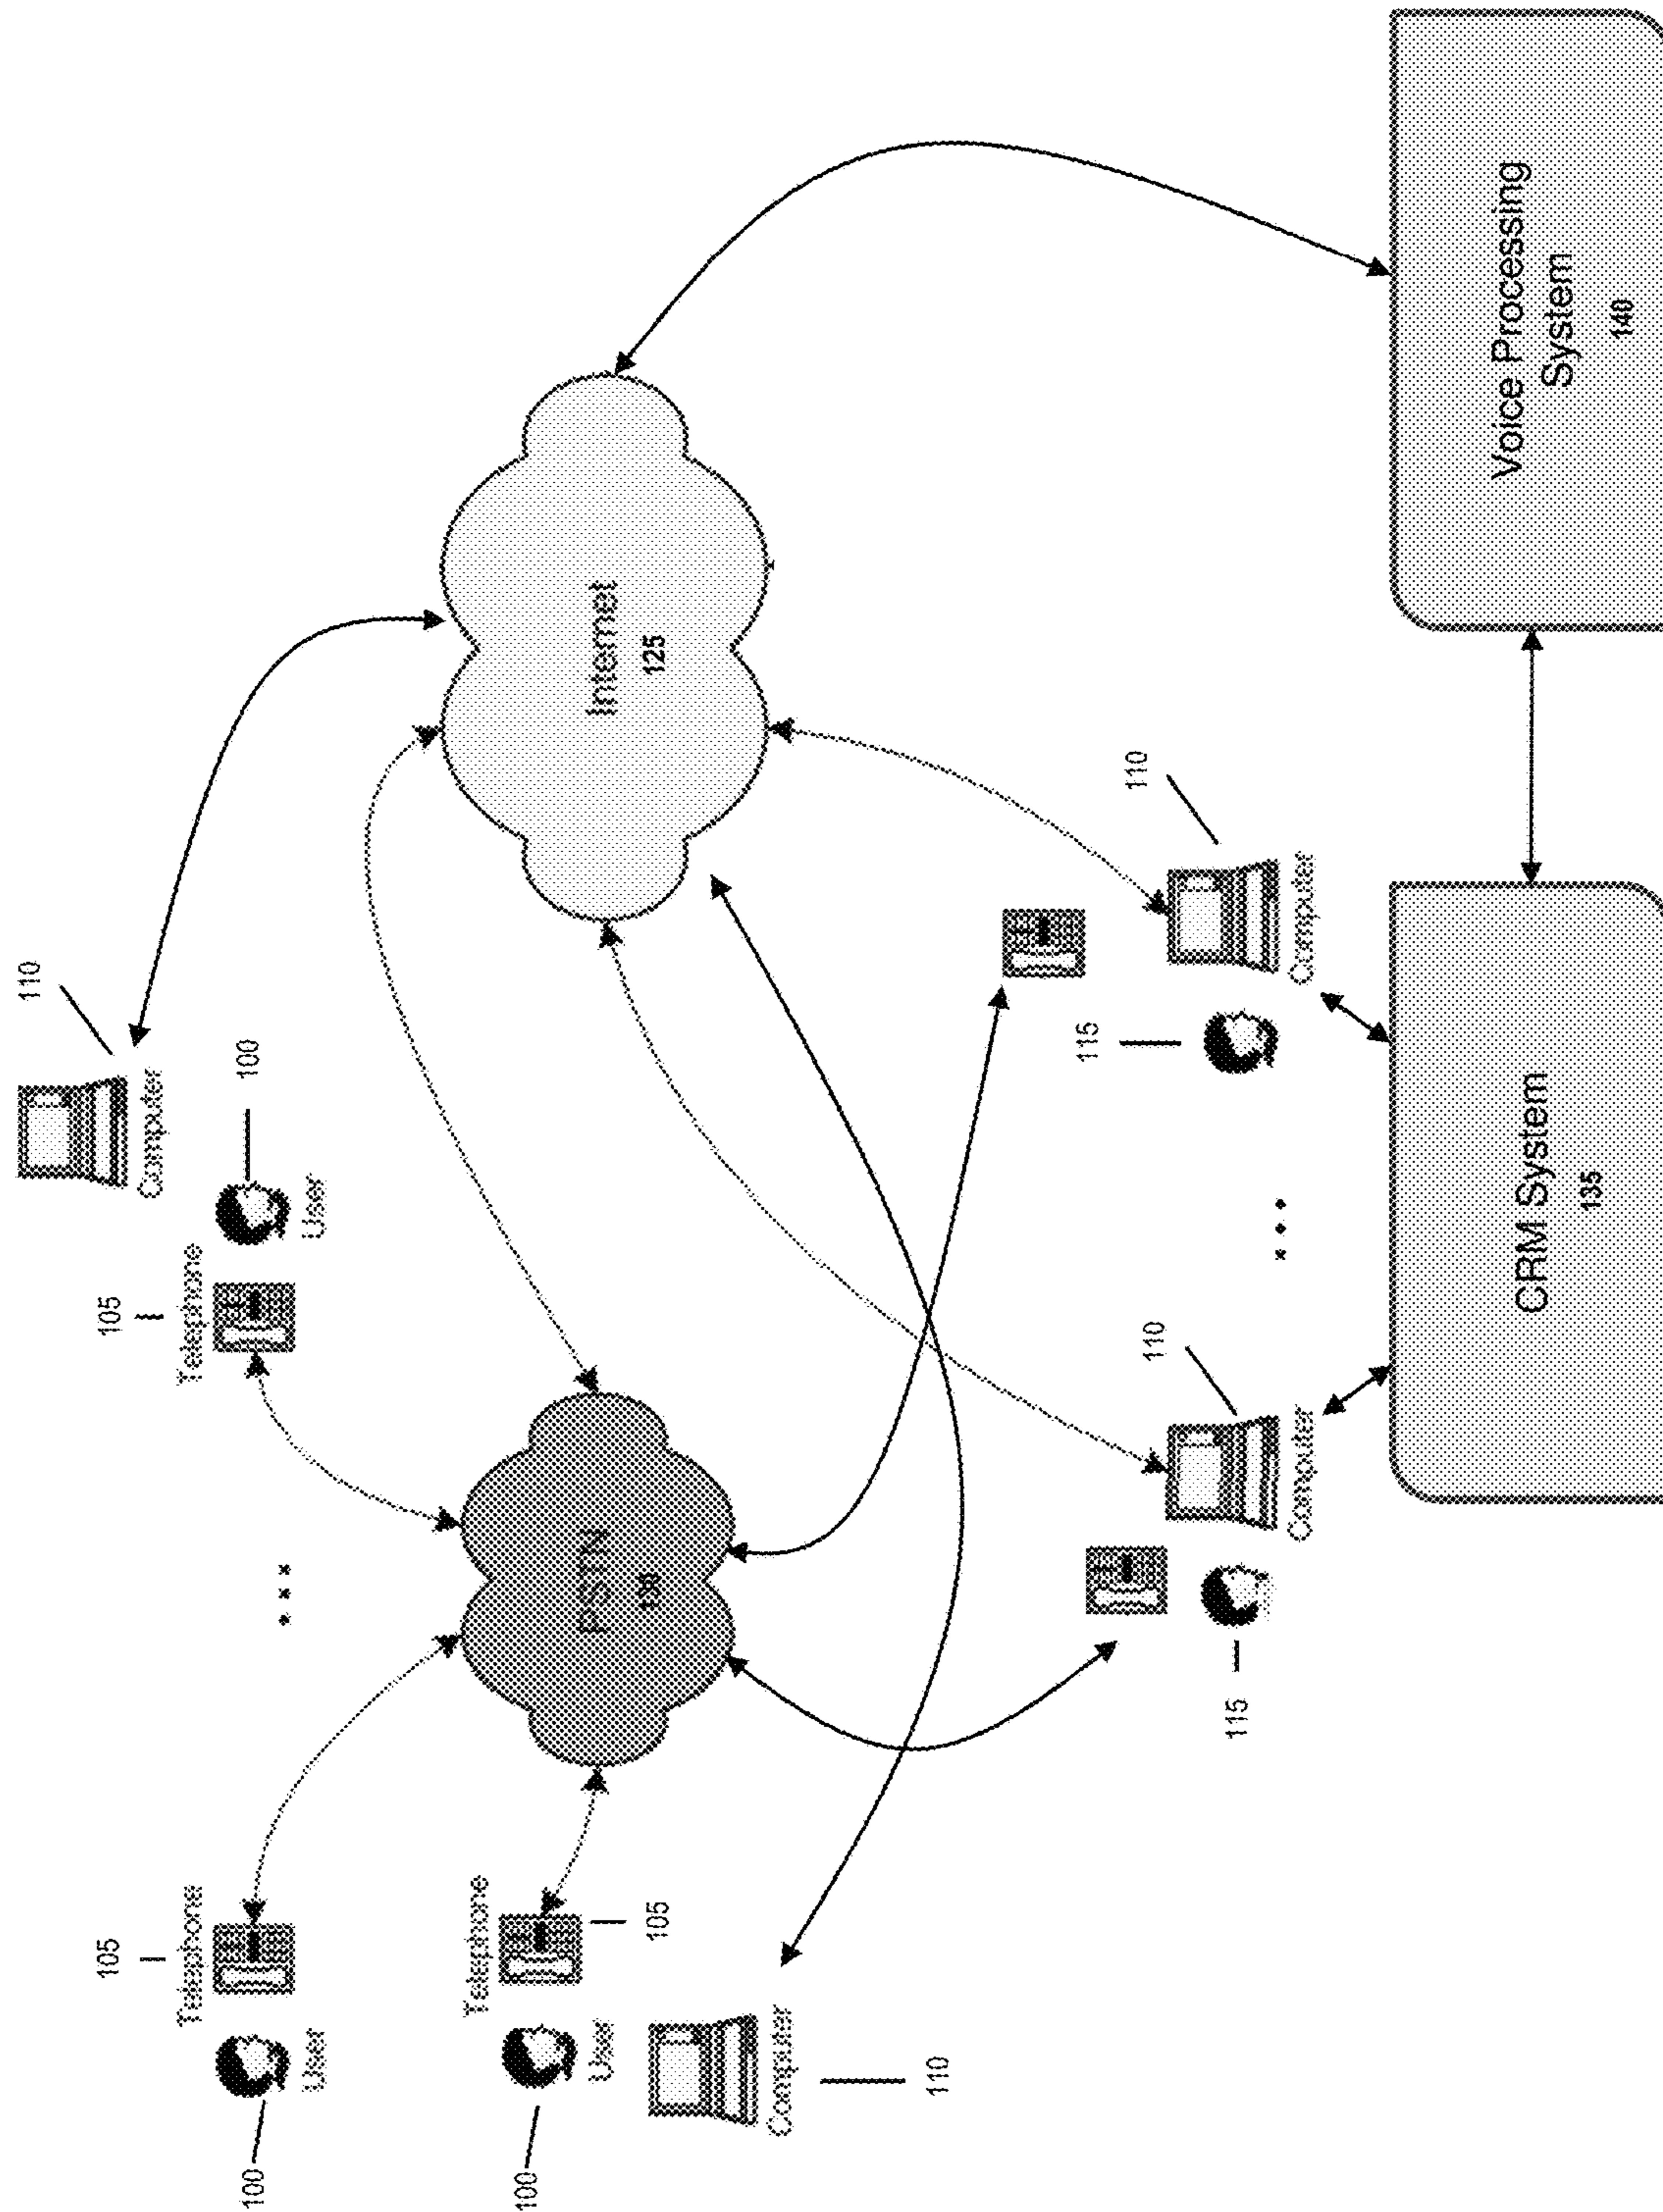 110
105
105
Computer
Telephone
Telephone
100
100
User
User
Telephone
100
User
PSTN
Internet
105
130
125
Computer
110
115
110
110
115
Computer
Computer
CRM System
135
Voice Processing
System
140